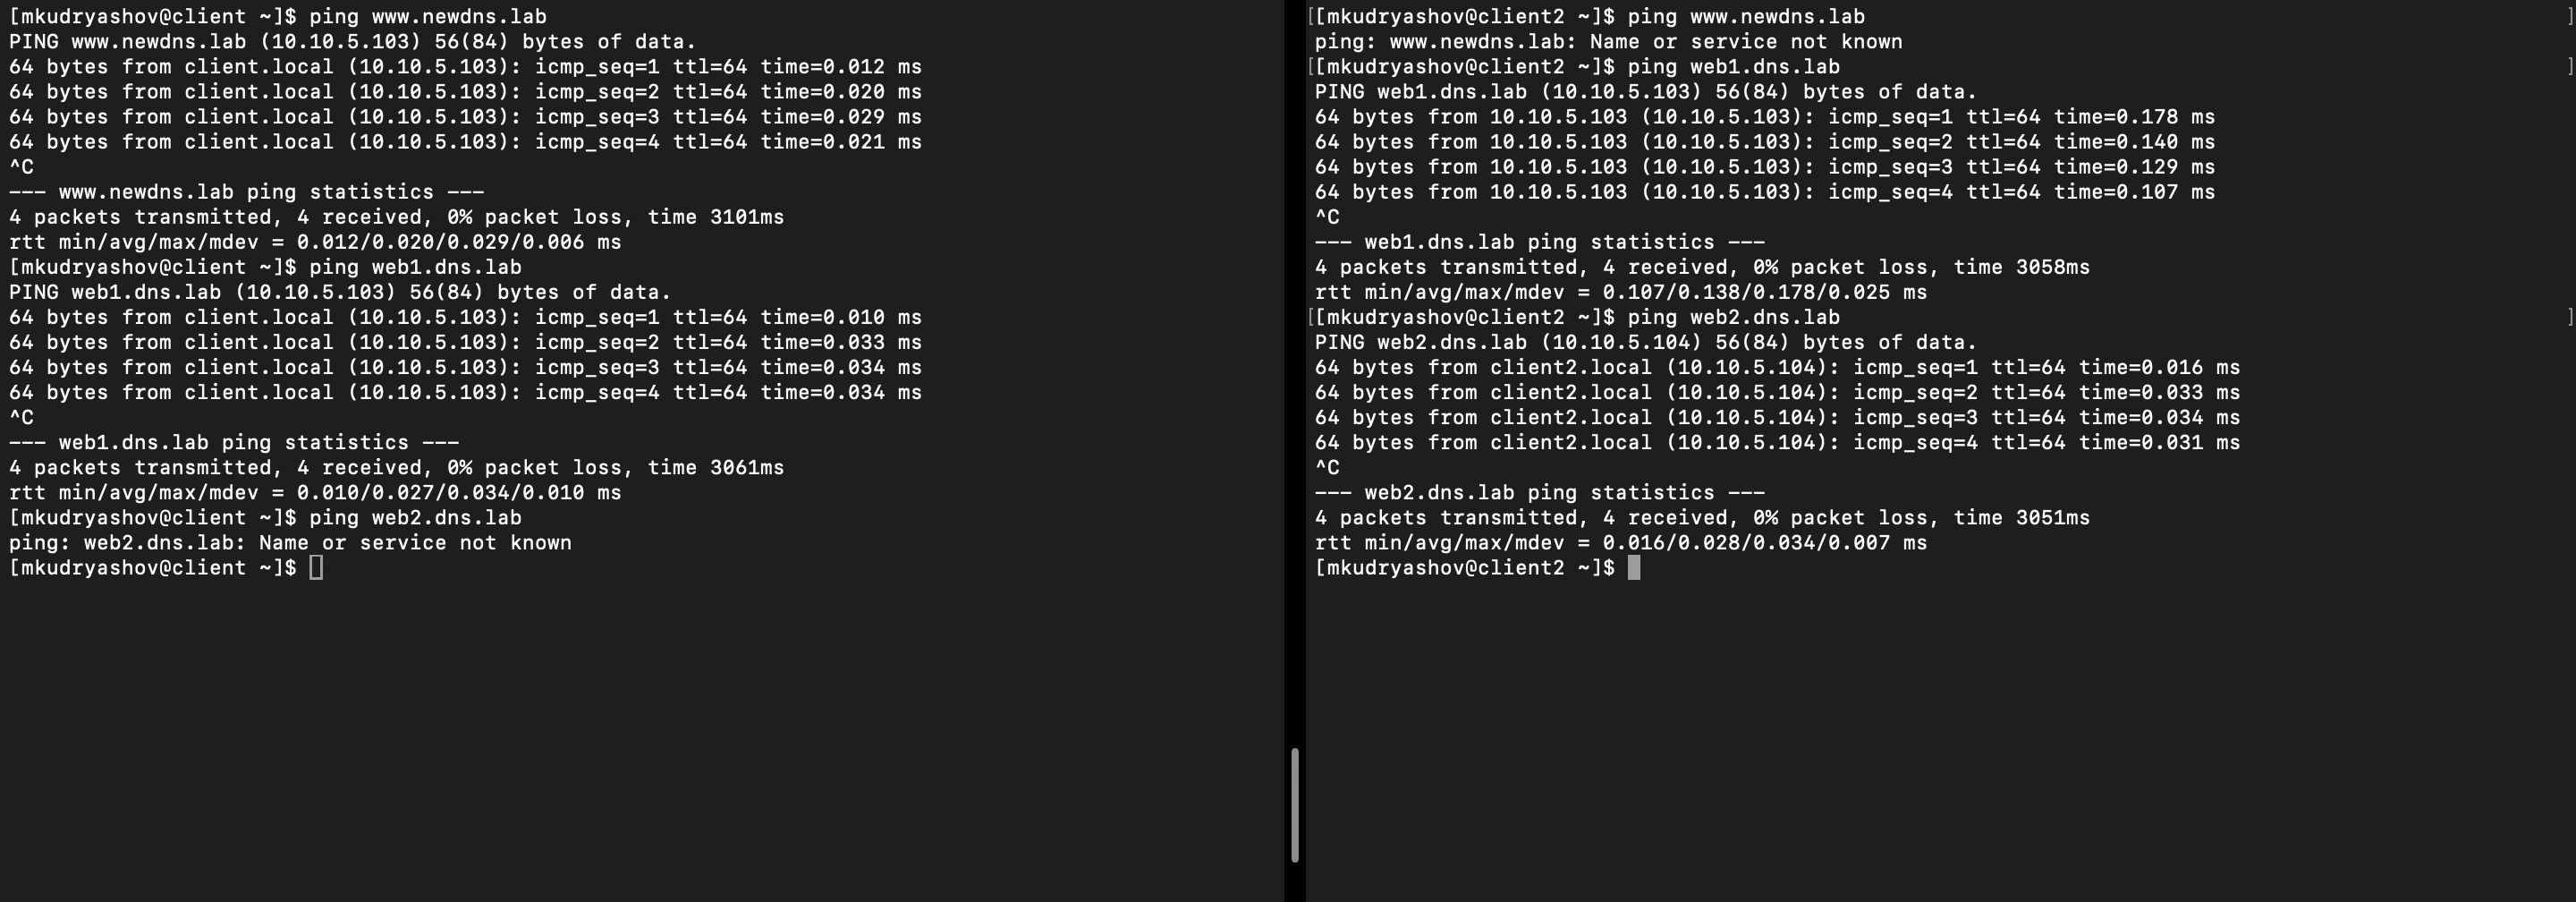 [mkudryashov@client ~]$ ping www.newdns.lab
PING www.newdns.lab (10.10.5.103) 56(84) bytes of data.
64 bytes from client.local (10.10.5.103): icmp_seq=1 ttl=64 time=0.012 ms
64 bytes from client.local (10.10.5.103): icmp_seq=2 ttl=64 time=0.020 ms
64 bytes from client.local (10.10.5.103): icmp_seq=3 ttl=64 time=0.029 ms
64 bytes from client.local (10.10.5.103): icmp_seq=4 ttl=64 time=0.021 ms
^C
--- www.newdns.lab ping statistics ---
4 packets transmitted, 4 received, 0% packet loss, time 3101ms
rtt min/avg/max/mdev = 0.012/0.020/0.029/0.006 ms
[mkudryashov@client ~]$ ping web1.dns.lab
PING web1.dns.lab (10.10.5.103) 56(84) bytes of data.
64 bytes from client.local (10.10.5.103): icmp_seq=1 ttl=64 time=0.010 ms
64 bytes from client.local (10.10.5.103): icmp_seq=2 ttl=64 time=0.033 ms
64 bytes from client.local (10.10.5.103): icmp_seq=3 ttl=64 time=0.034 ms
64 bytes from client.local (10.10.5.103): icmp_seq=4 ttl=64 time=0.034 ms
^C
--- web1.dns.lab ping statistics ---
4 packets transmitted, 4 received, 0% packet loss, time 3061ms
rtt min/avg/max/mdev = 0.010/0.027/0.034/0.010 ms
[mkudryashov@client ~]$ ping web2.dns.lab
ping: web2.dns.lab: Name or service not known
[mkudryashov@client ~]$
[[mkudryashov@client2 ~]$ ping www.newdns.lab ]
ping: www.newdns.lab: Name or service not known
[[mkudryashov@client2 ~]$ ping web1.dns.lab ]
PING web1.dns.lab (10.10.5.103) 56(84) bytes of data.
64 bytes from 10.10.5.103 (10.10.5.103): icmp_seq=1 ttl=64 time=0.178 ms
64 bytes from 10.10.5.103 (10.10.5.103): icmp_seq=2 ttl=64 time=0.140 ms
64 bytes from 10.10.5.103 (10.10.5.103): icmp_seq=3 ttl=64 time=0.129 ms
64 bytes from 10.10.5.103 (10.10.5.103): icmp_seq=4 ttl=64 time=0.107 ms
^C
--- web1.dns.lab ping statistics ---
4 packets transmitted, 4 received, 0% packet loss, time 3058ms
rtt min/avg/max/mdev = 0.107/0.138/0.178/0.025 ms
[[mkudryashov@client2 ~]$ ping web2.dns.lab ]
PING web2.dns.lab (10.10.5.104) 56(84) bytes of data.
64 bytes from client2.local (10.10.5.104): icmp_seq=1 ttl=64 time=0.016 ms
64 bytes from client2.local (10.10.5.104): icmp_seq=2 ttl=64 time=0.033 ms
64 bytes from client2.local (10.10.5.104): icmp_seq=3 ttl=64 time=0.034 ms
64 bytes from client2.local (10.10.5.104): icmp_seq=4 ttl=64 time=0.031 ms
^C
--- web2.dns.lab ping statistics ---
4 packets transmitted, 4 received, 0% packet loss, time 3051ms
rtt min/avg/max/mdev = 0.016/0.028/0.034/0.007 ms
[mkudryashov@client2 ~]$